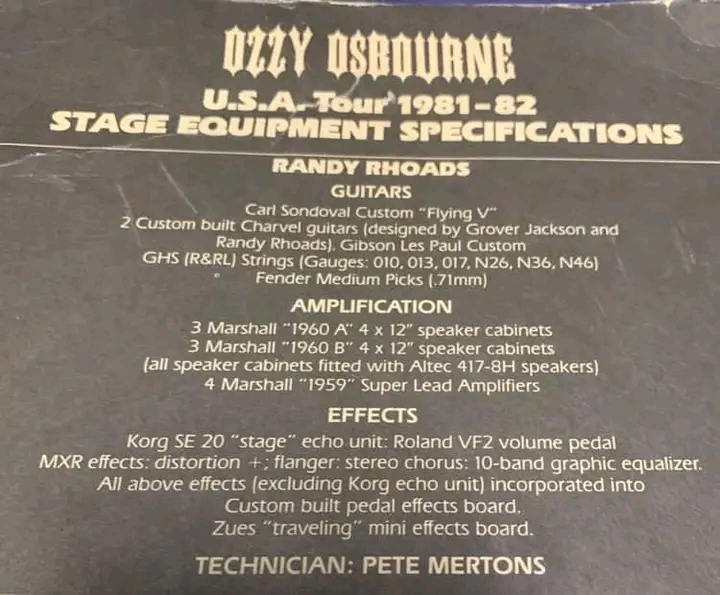 OZZY OSBOURNE
U.S.A. Tour 1981-82
STAGE EQUIPMENT SPECIFICATIONS
RANDY RHOADS
GUITARS
Carl Sondoval Custom "Flying V"
2 Custom built Charvel guitars (designed by Grover Jackson and
Randy Rhoads). Gibson Les Paul Custom
GHS (R&RL) Strings (Gauges: 010, 013, 017, N26, N36, N46)
Fender Medium Picks (.71mm)
AMPLIFICATION
3 Marshall "1960 A" 4 x 12" speaker cabinets
3 Marshall "1960 B" 4 x 12" speaker cabinets
(all speaker cabinets fitted with Altec 417-8H speakers)
4 Marshall "1959" Super Lead Amplifiers
EFFECTS
Korg SE 20 "stage" echo unit: Roland VF2 volume pedal
MXR effects: distortion +; flanger: stereo chorus: 10-band graphic equalizer.
All above effects (excluding Korg echo unit) incorporated into
Custom built pedal effects board.
Zues "traveling" mini effects board.
TECHNICIAN: PETE MERTONS